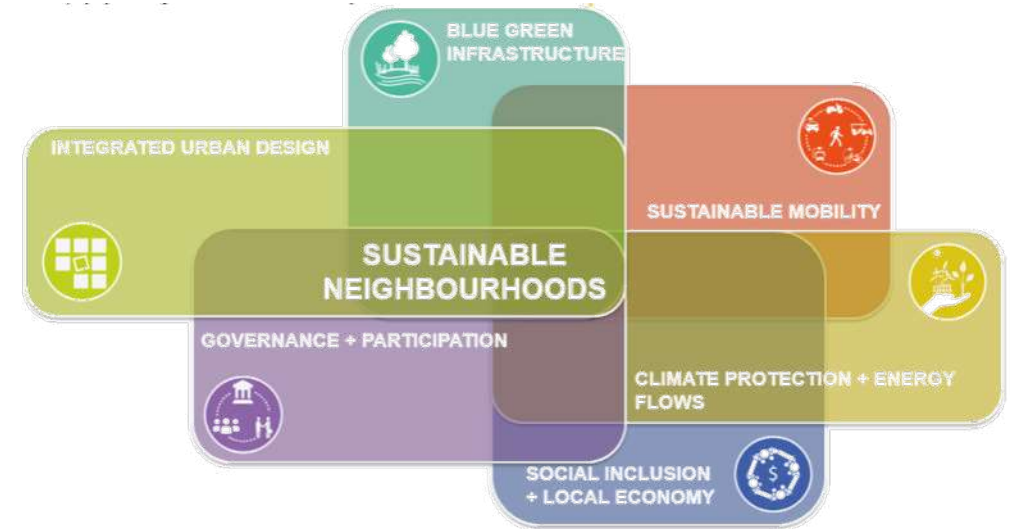 BLUE GREEN
INFRASTRUCTURE
INTEGRATED URBAN DESIGN
SUSTAINABLE MOBILITY
SUSTAINABLE
NEIGHBOURHOODS
GOVERNANCE + PARTICIPATION
CLIMATE PROTECTION + ENERGY
FLOWS
SOCIAL INCLUSION
+ LOCAL ECONOMY
$